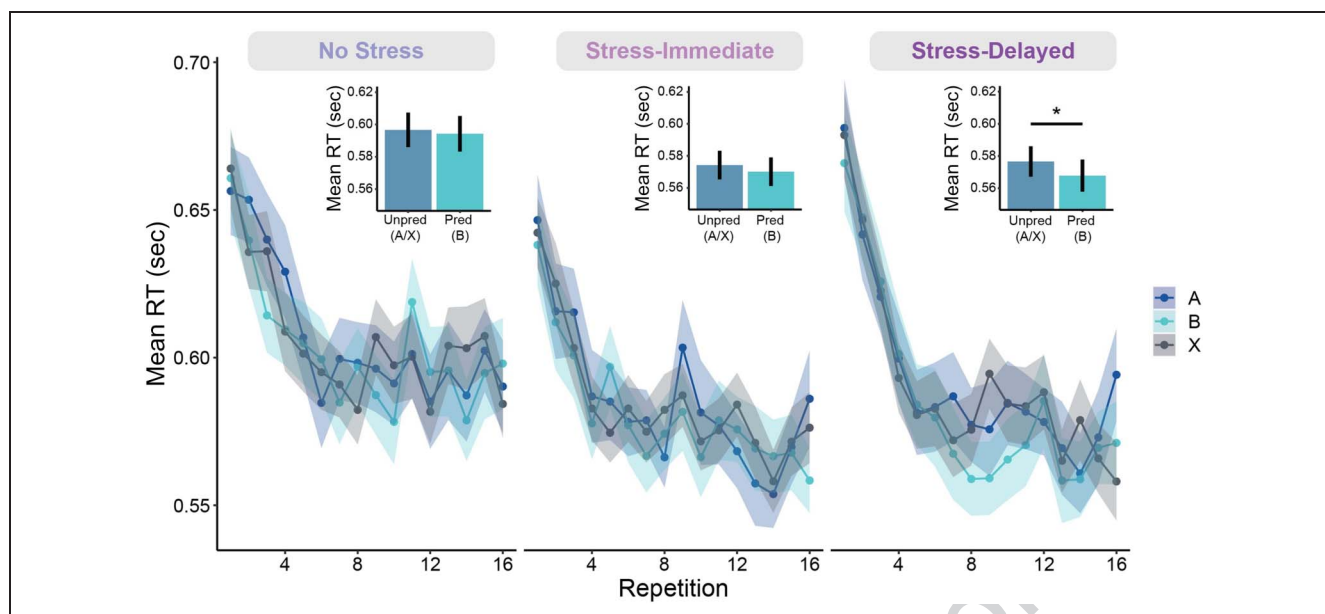 No Stress
Stress-Immediate
Stress-Delayed
Mean RT (sec)
0.70
0.65
0.60
0.55
Mean RT (sec)
0.62
0.60
0.58
0.56
Unpred
(A/X)
Pred
(B)
Mean RT (sec)
0.62
0.60
0.58
0.56
Unpred
(A/X)
Pred
(B)
Mean RT (sec)
0.62
0.60
0.58
0.56
*
Unpred
(A/X)
Pred
(B)
A
B
X
4 8 12 16
4 8 12 16
4 8 12 16
Repetition